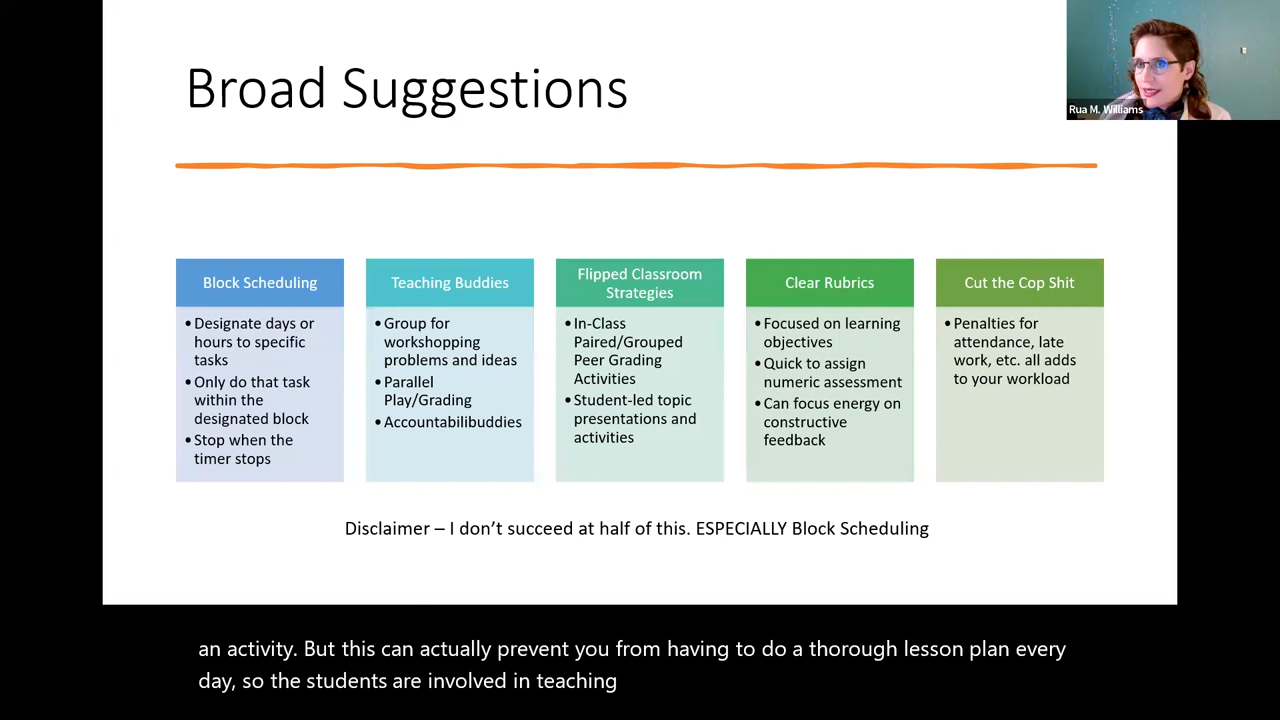 Broad Suggestions
Rua M. Williams
Block Scheduling
•Designate days or
hours to specific
tasks
•Only do that task
within the
designated block
•Stop when the
timer stops
Teaching Buddies
•Group for
workshopping
problems and ideas
•Parallel
Play/Grading
•Accountabilibuddies
Flipped Classroom
Strategies
•In-Class
Paired/Grouped
Peer Grading
Activities
•Student-led topic
presentations and
activities
Clear Rubrics
•Focused on learning
objectives
•Quick to assign
numeric assessment
•Can focus energy on
constructive
feedback
Cut the Cop Shit
•Penalties for
attendance, late
work, etc. all adds
to your workload
Disclaimer – I don't succeed at half of this. ESPECIALLY Block Scheduling
an activity. But this can actually prevent you from having to do a thorough lesson plan every
day, so the students are involved in teaching